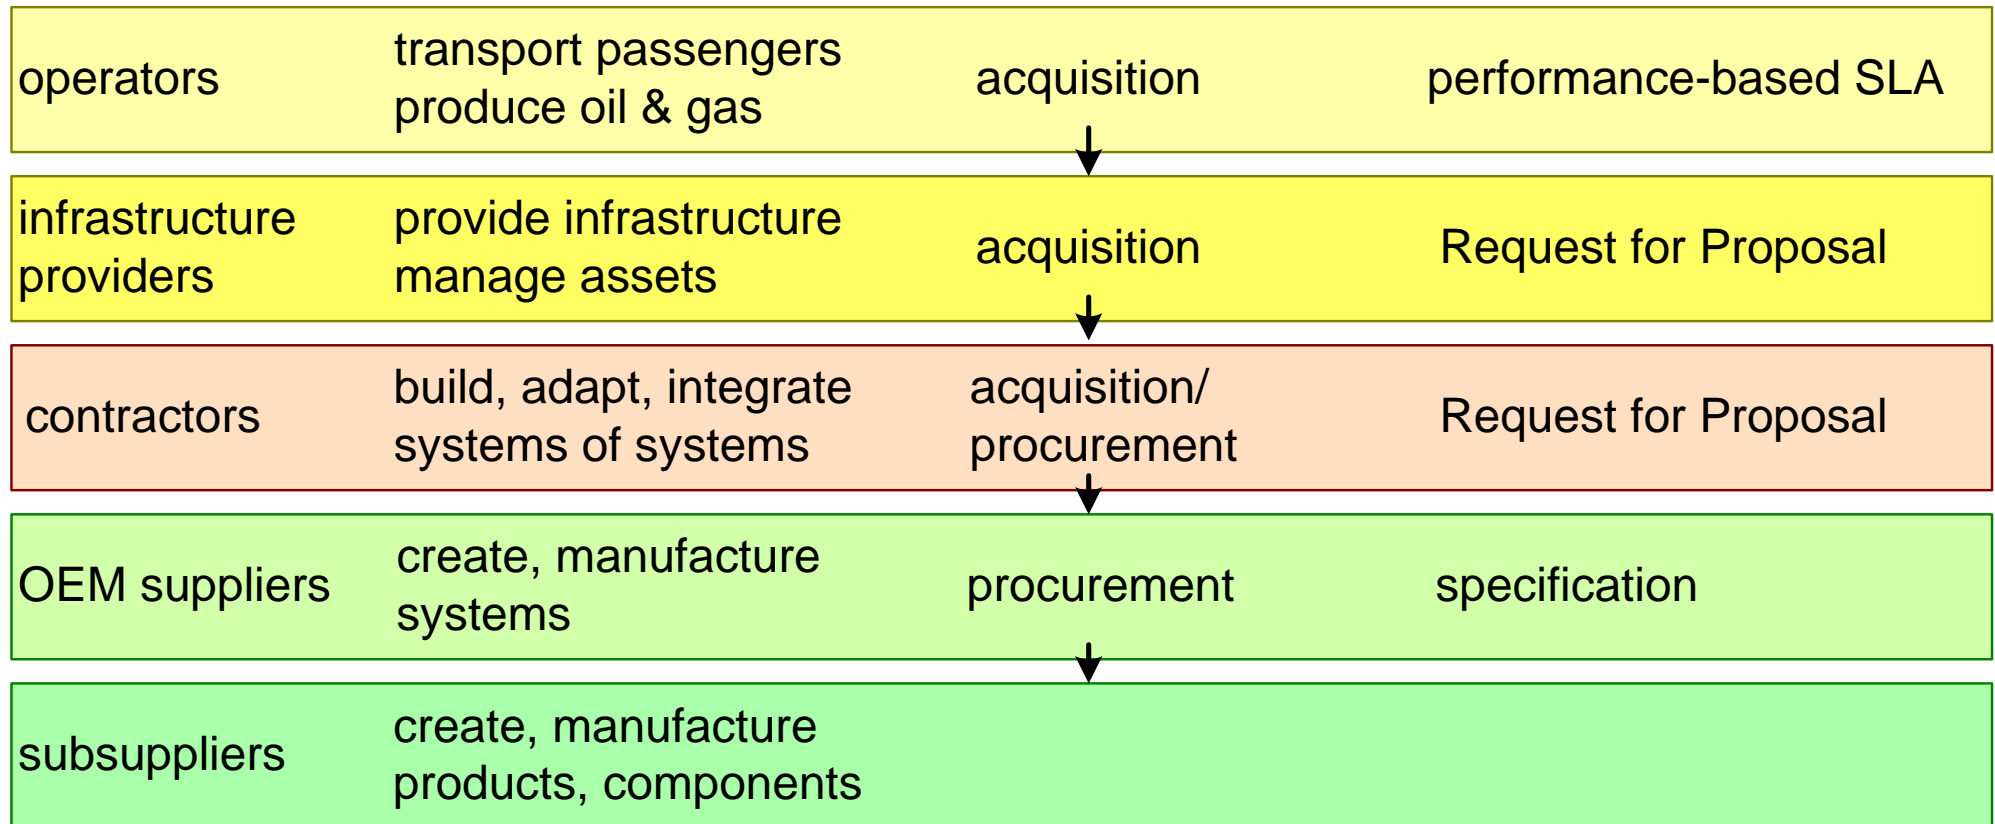 operators
transport passengers
produce oil & gas
acquisition
performance-based SLA
infrastructure
providers
provide infrastructure
manage assets
acquisition
Request for Proposal
contractors
build, adapt, integrate
systems of systems
acquisition/
procurement
Request for Proposal
OEM suppliers
create, manufacture
systems
procurement
specification
subsuppliers
create, manufacture
products, components